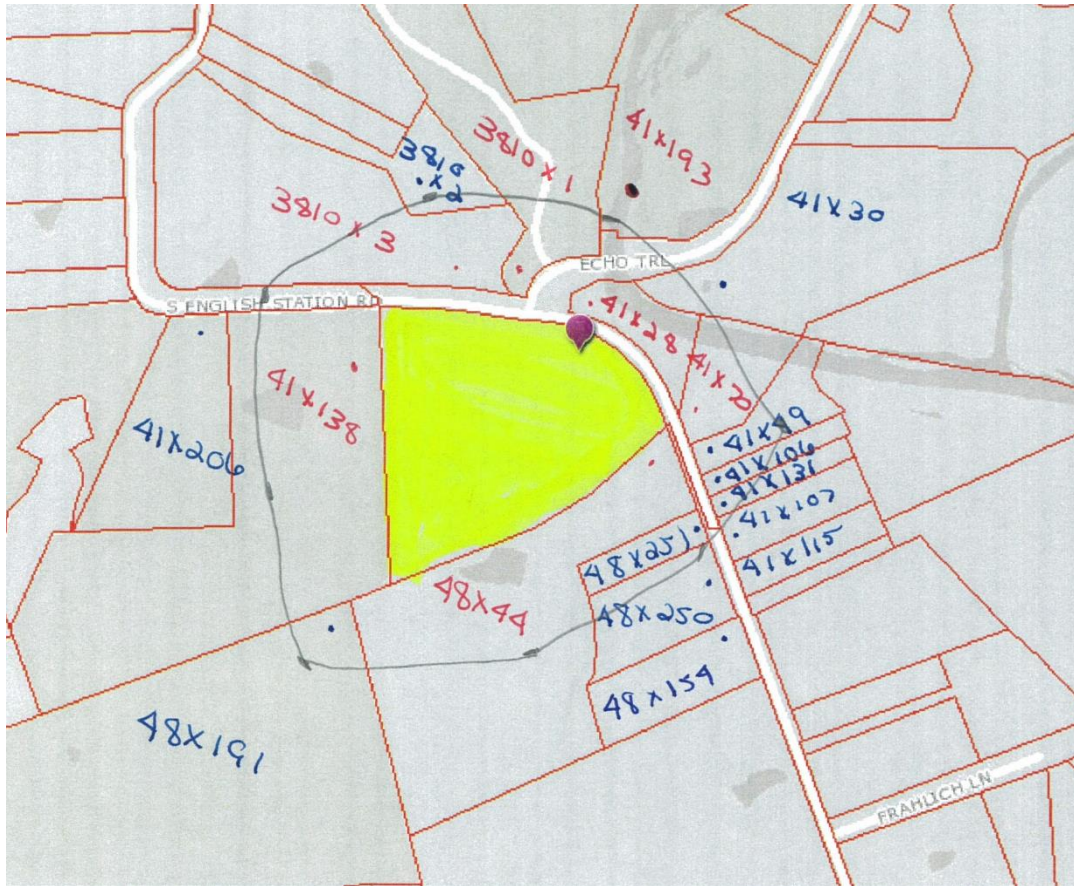 3810
x 2
3810 x 1
41x193
3810 x 3
41x30
ECHO TRL
S ENGLISH STATION RD
41x28
41x20
41x138
41x206
41x49
41x106
41x131
41x107
41x115
48x251
48x44
48x250
48x154
48x191
FRAHLICH LN